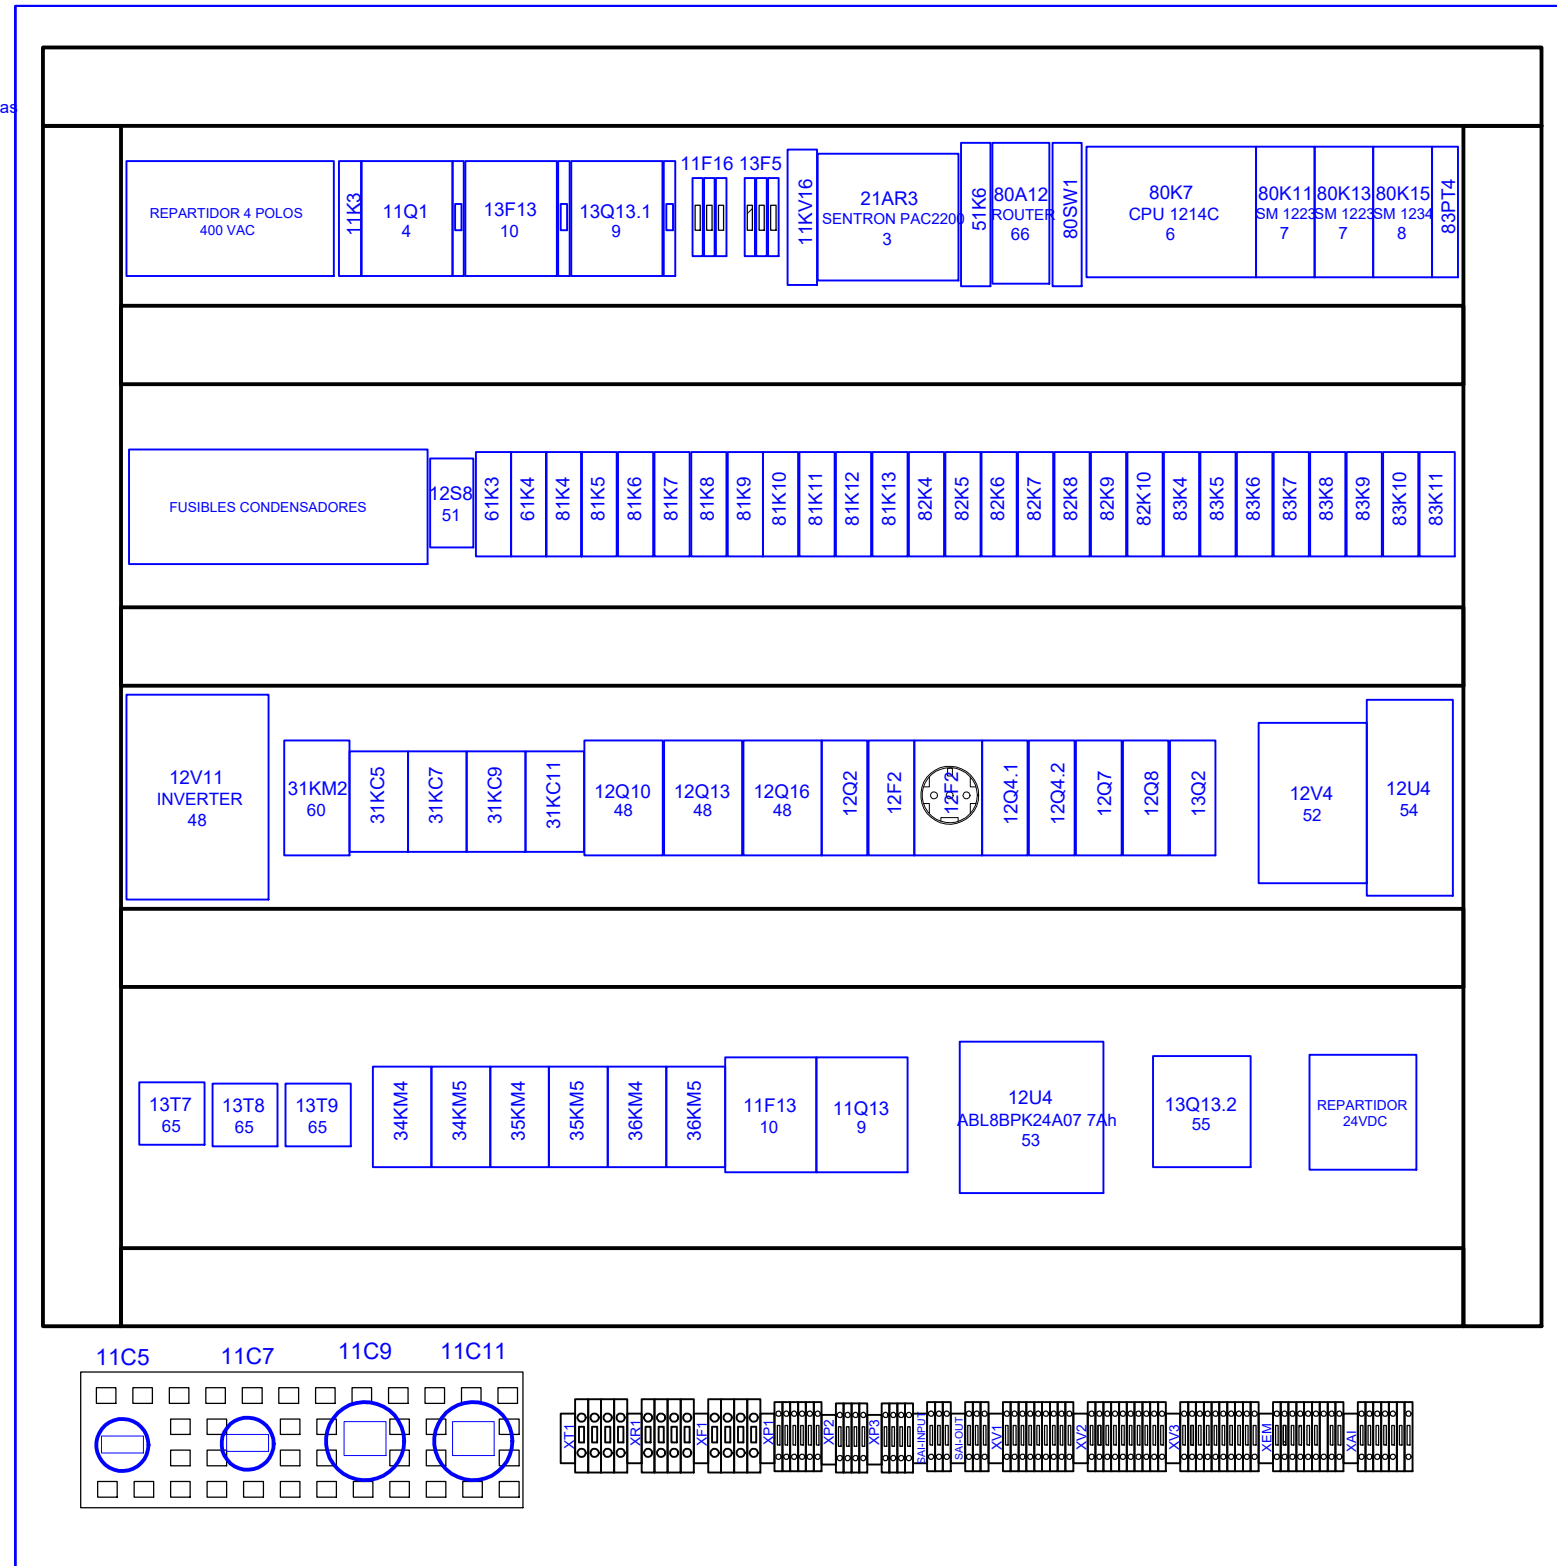 as
REPARTIDOR 4 POLOS
400 VAC
11K3
11Q1
4
13F13
10
13Q13.1
9
11F16
13F5
11KV16
21AR3
SENTRON PAC2200
3
51K6
80A12
ROUTER
66
80SW1
80K7
CPU 1214C
6
80K11
SM 1223
7
80K13
SM 1223
7
80K15
SM 1234
8
83PT4
FUSIBLES CONDENSADORES
12S8
51
61K3
61K4
81K4
81K5
81K6
81K7
81K8
81K9
81K10
81K11
81K12
81K13
82K4
82K5
82K6
82K7
82K8
82K9
82K10
83K4
83K5
83K6
83K7
83K8
83K9
83K10
83K11
12V11
INVERTER
48
31KM2
60
31KC5
31KC7
31KC9
31KC11
12Q10
48
12Q13
48
12Q16
48
12Q2
12F2
12F2
12Q4.1
12Q4.2
12Q7
12Q8
13Q2
12V4
52
12U4
54
13T7
65
13T8
65
13T9
65
34KM4
34KM5
35KM4
35KM5
36KM4
36KM5
11F13
10
11Q13
9
12U4
ABL8BPK24A07 7Ah
53
13Q13.2
55
REPARTIDOR
24VDC
11C5
11C7
11C9
11C11
XT1
XR1
XF1
XP1
XP2
XP3
SAI-INPUT
SAI-OUT
XV1
XV2
XV3
XEM
XAI